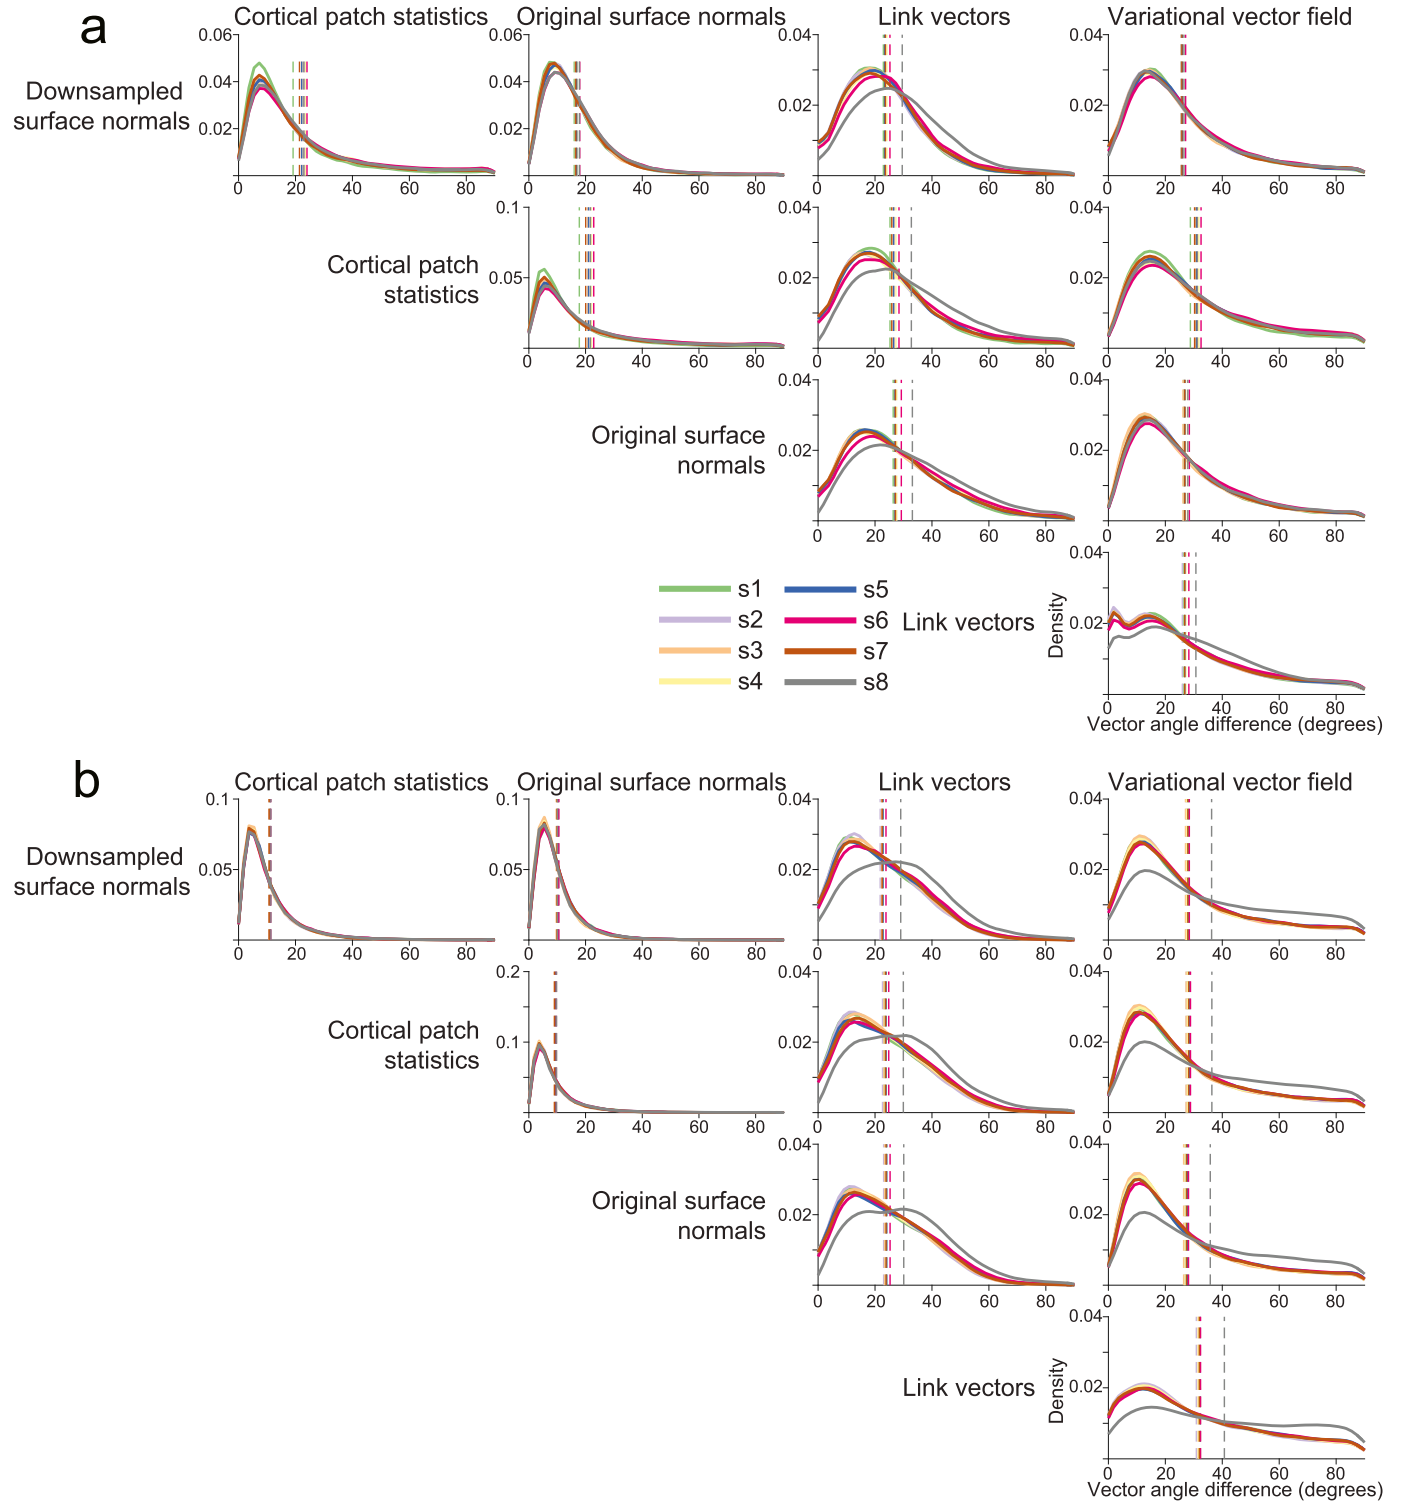 a
Cortical patch statistics Original surface normals Link vectors Variational vector field
Downsampled
surface normals
0.06
0.04
0.02
0 20 40 60 80
0.06
0.04
0.02
0 20 40 60 80
0.04
0.02
0 20 40 60 80
0.04
0.02
0 20 40 60 80
Cortical patch
statistics
0.1
0.05
0 20 40 60 80
0.04
0.02
0 20 40 60 80
0.04
0.02
0 20 40 60 80
Original surface
normals
0.04
0.02
0 20 40 60 80
0.04
0.02
0 20 40 60 80
s1 s5
s2 s6
s3 s7
s4 s8
Link vectors
Density
0.04
0.02
0 20 40 60 80
Vector angle difference (degrees)
b
Cortical patch statistics Original surface normals Link vectors Variational vector field
Downsampled
surface normals
0.1
0.05
0 20 40 60 80
0.1
0.05
0 20 40 60 80
0.04
0.02
0 20 40 60 80
0.04
0.02
0 20 40 60 80
Cortical patch
statistics
0.2
0.1
0 20 40 60 80
0.04
0.02
0 20 40 60 80
0.04
0.02
0 20 40 60 80
Original surface
normals
0.04
0.02
0 20 40 60 80
0.04
0.02
0 20 40 60 80
Link vectors
Density
0.04
0.02
0 20 40 60 80
Vector angle difference (degrees)